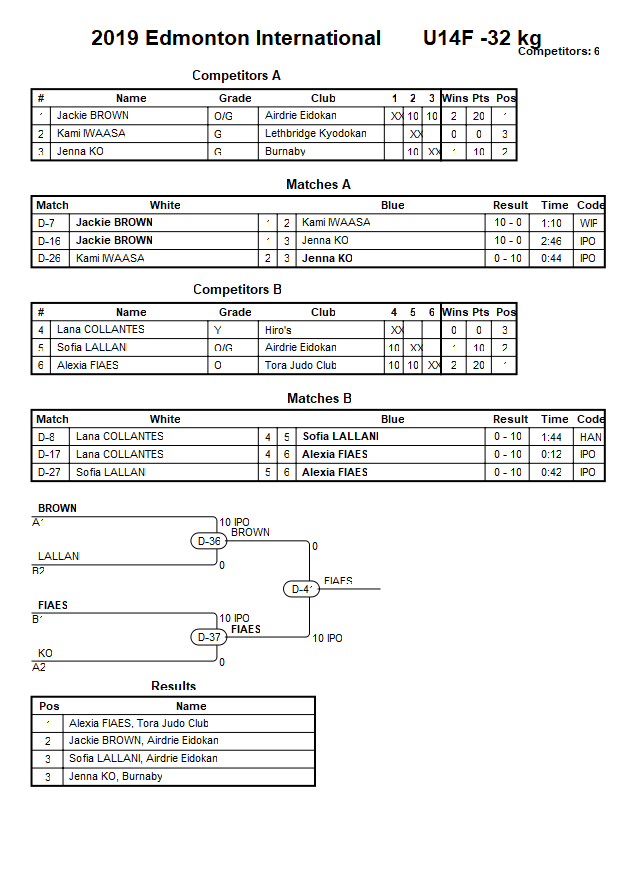 2019 Edmonton International U14F -32 kg
Competitors: 6
Competitors A
# Name Grade Club 1 2 3 Wins Pts Pos
1 Jackie BROWN O/G Airdrie Eidokan XX 10 10 2 20 1
2 Kami IWAASA G Lethbridge Kyodokan XX 0 0 3
3 Jenna KO G Burnaby 10 XX 1 10 2
Matches A
Match White Blue Result Time Code
D-7 Jackie BROWN 1 2 Kami IWAASA 10 - 0 1:10 WIP
D-16 Jackie BROWN 1 3 Jenna KO 10 - 0 2:46 IPO
D-26 Kami IWAASA 2 3 Jenna KO 0 - 10 0:44 IPO
Competitors B
# Name Grade Club 4 5 6 Wins Pts Pos
4 Lana COLLANTES Y Hiro's XX 0 0 3
5 Sofia LALLANI O/G Airdrie Eidokan 10 XX 1 10 2
6 Alexia FIAES O Tora Judo Club 10 10 XX 2 20 1
Matches B
Match White Blue Result Time Code
D-8 Lana COLLANTES 4 5 Sofia LALLANI 0 - 10 1:44 HAN
D-17 Lana COLLANTES 4 6 Alexia FIAES 0 - 10 0:12 IPO
D-27 Sofia LALLANI 5 6 Alexia FIAES 0 - 10 0:42 IPO
BROWN
A1 10 IPO
D-36 BROWN
0
LALLANI
B2 0
D-41 FIAES
FIAES
B1 10 IPO
D-37 FIAES
10 IPO
KO
A2 0
Results
Pos Name
1 Alexia FIAES, Tora Judo Club
2 Jackie BROWN, Airdrie Eidokan
3 Sofia LALLANI, Airdrie Eidokan
3 Jenna KO, Burnaby